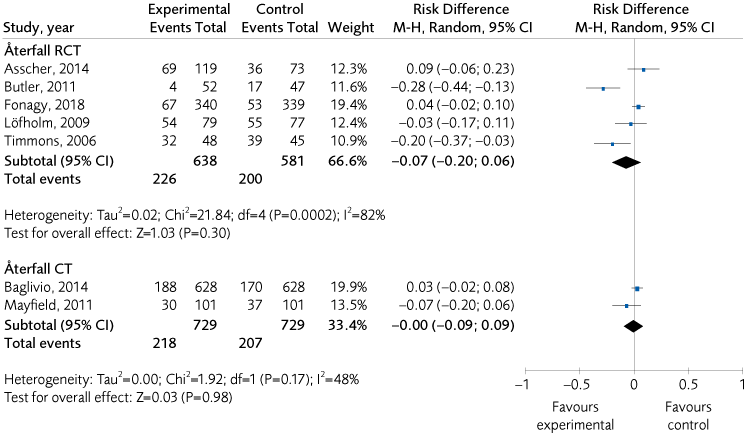 Experimental Control Risk Difference Risk Difference
Study, year Events Total Events Total Weight M-H, Random, 95% CI M-H, Random, 95% CI
Återfall RCT
Asscher, 2014 69 119 36 73 12.3% 0.09 (−0.06; 0.23)
Butler, 2011 4 52 17 47 11.6% −0.28 (−0.44; −0.13)
Fonagy, 2018 67 340 53 339 19.4% 0.04 (−0.02; 0.10)
Löfholm, 2009 54 79 55 77 12.4% −0.03 (−0.17; 0.11)
Timmons, 2006 32 48 39 45 10.9% −0.20 (−0.37; −0.03)
Subtotal (95% CI) 638 581 66.6% −0.07 (−0.20; 0.06)
Total events 226 200
Heterogeneity: Tau²=0.02; Chi²=21.84; df=4 (P=0.0002); I²=82%
Test for overall effect: Z=1.03 (P=0.30)
Återfall CT
Baglivio, 2014 188 628 170 628 19.9% 0.03 (−0.02; 0.08)
Mayfield, 2011 30 101 37 101 13.5% −0.07 (−0.20; 0.06)
Subtotal (95% CI) 729 729 33.4% −0.00 (−0.09; 0.09)
Total events 218 207
Heterogeneity: Tau²=0.00; Chi²=1.92; df=1 (P=0.17); I²=48%
Test for overall effect: Z=0.03 (P=0.98)
−1 −0.5 0 0.5 1
Favours Favours
experimental control